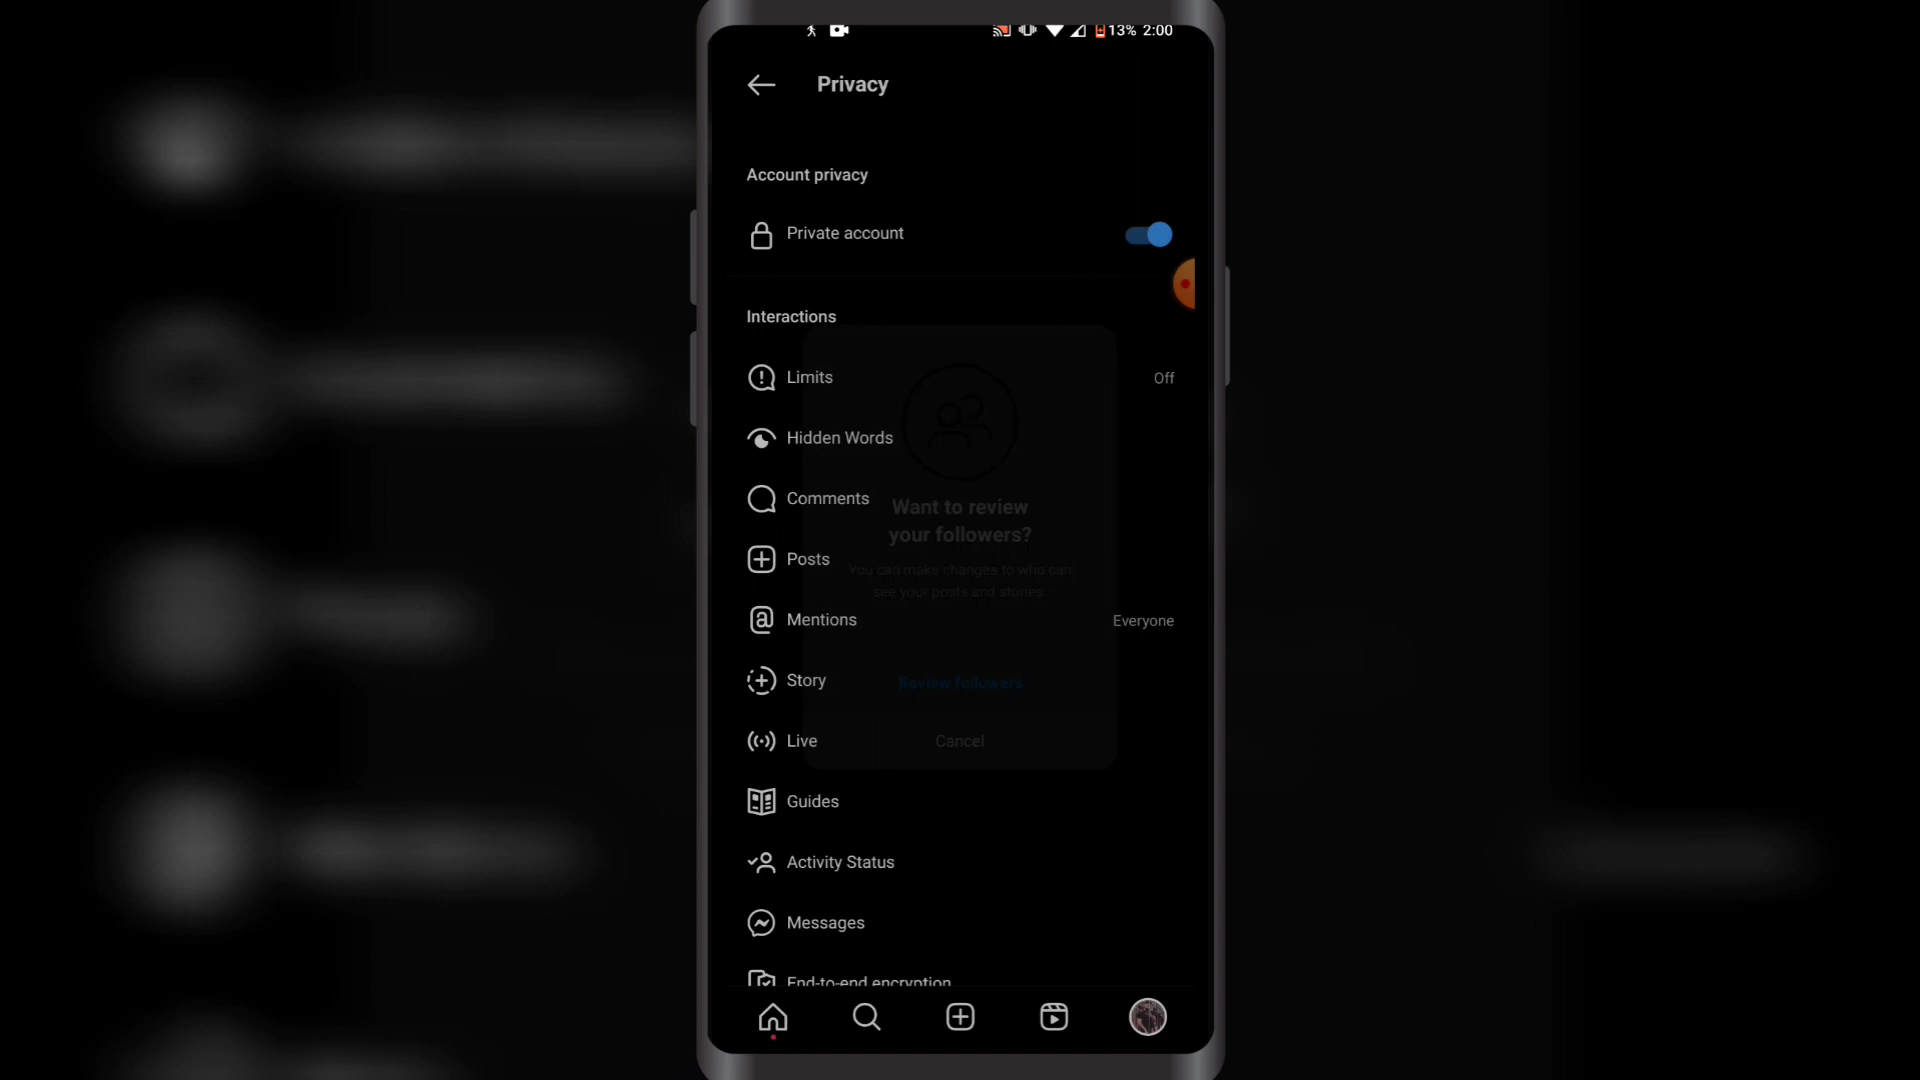 13% 2:00
Privacy
Account privacy
Private account
Interactions
Limits Off
Hidden Words
Comments
Want to review
your followers?
Posts
You can make changes to who can
see your posts and stories
Mentions Everyone
Story
Review followers
Live
Cancel
Guides
Activity Status
Messages
End-to-end encryption